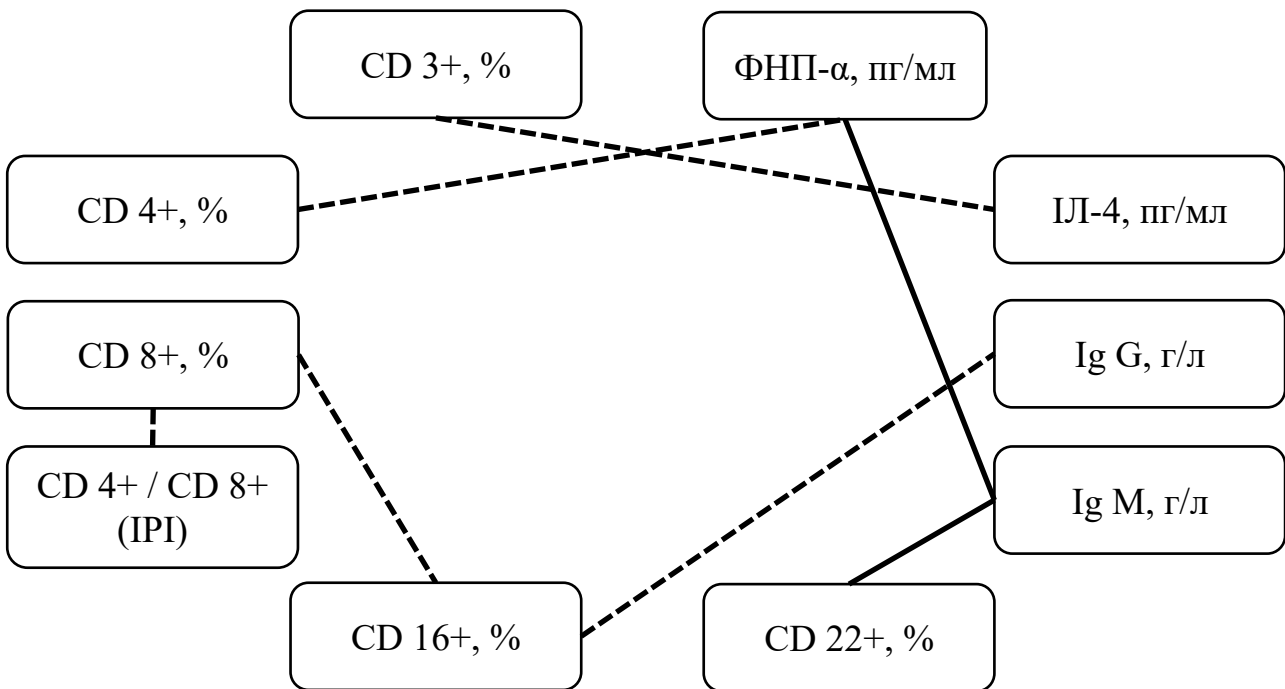 CD 3+, %
ФНП-α, пг/мл
CD 4+, %
ІЛ-4, пг/мл
CD 8+, %
Ig G, г/л
CD 4+ / CD 8+
(ІРІ)
Ig M, г/л
CD 16+, %
CD 22+, %